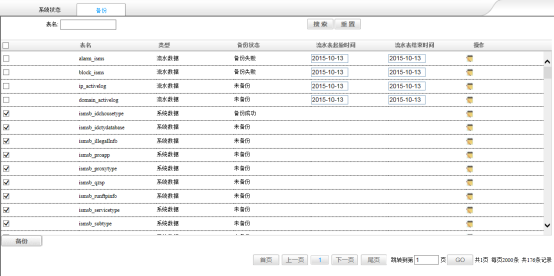 系统状态 备份
表名:
搜 索 重 置
表名 类型 备份状态 流水表起始时间 流水表结束时间 操作
alarm_isms 流水数据 备份失败 2015-10-13 2015-10-13
block_isms 流水数据 备份失败 2015-10-13 2015-10-13
ip_activelog 流水数据 未备份 2015-10-13 2015-10-13
domain_activelog 流水数据 未备份 2015-10-13 2015-10-13
ismsb_idchousetype 系统数据 备份成功
ismsb_idctydatabase 系统数据 未备份
ismsb_illegalinfo 系统数据 未备份
ismsb_proapp 系统数据 未备份
ismsb_proxytype 系统数据 未备份
系统数据 未备份
系统数据 未备份
ismsb_servicetype 系统数据 未备份
ismsb_subtype 系统数据 未备份
备份
首页 上一页 1 下一页 尾页 跳转到第 1 页 GO 共1页 每页2000条 共178条记录